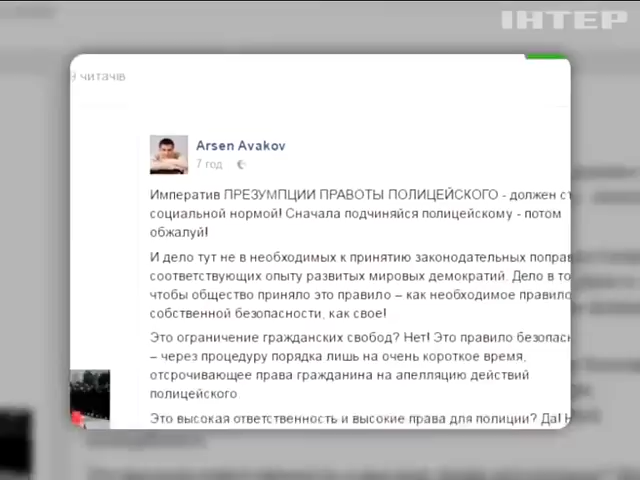 ІНТЕР
9 читачів
Arsen Avakov
7 год
Императив ПРЕЗУМПЦИИ ПРАВОТЫ ПОЛИЦЕЙСКОГО - должен ст
социальной нормой! Сначала подчиняйся полицейскому - потом
обжалуй!
И дело тут не в необходимых к принятию законодательных поправ
соответствующих опыту развитых мировых демократий. Дело в то
чтобы общество приняло это правило – как необходимое правило
собственной безопасности, как свое!
Это ограничение гражданских свобод? Нет! Это правило безопасн
– через процедуру порядка лишь на очень короткое время,
отсрочивающее права гражданина на апелляцию действий
полицейского.
Это высокая ответственность и высокие права для полиции? Да! Н